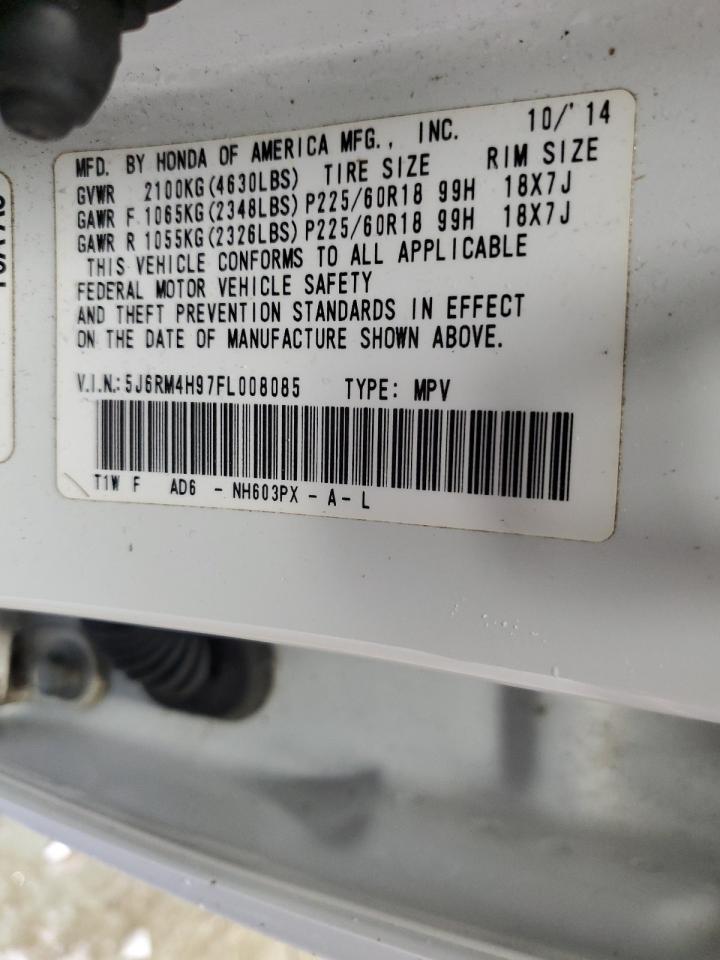 MFD. BY HONDA OF AMERICA MFG., INC. 10/'14
GVWR 2100KG(4630LBS) TIRE SIZE RIM SIZE
GAWR F 1065KG(2348LBS) P225/60R18 99H 18X7J
GAWR R 1055KG(2326LBS) P225/60R18 99H 18X7J
THIS VEHICLE CONFORMS TO ALL APPLICABLE
FEDERAL MOTOR VEHICLE SAFETY
AND THEFT PREVENTION STANDARDS IN EFFECT
ON THE DATE OF MANUFACTURE SHOWN ABOVE.
V.I.N.: 5J6RM4H97FL008085 TYPE: MPV
T1W F AD6 - NH603PX - A - L